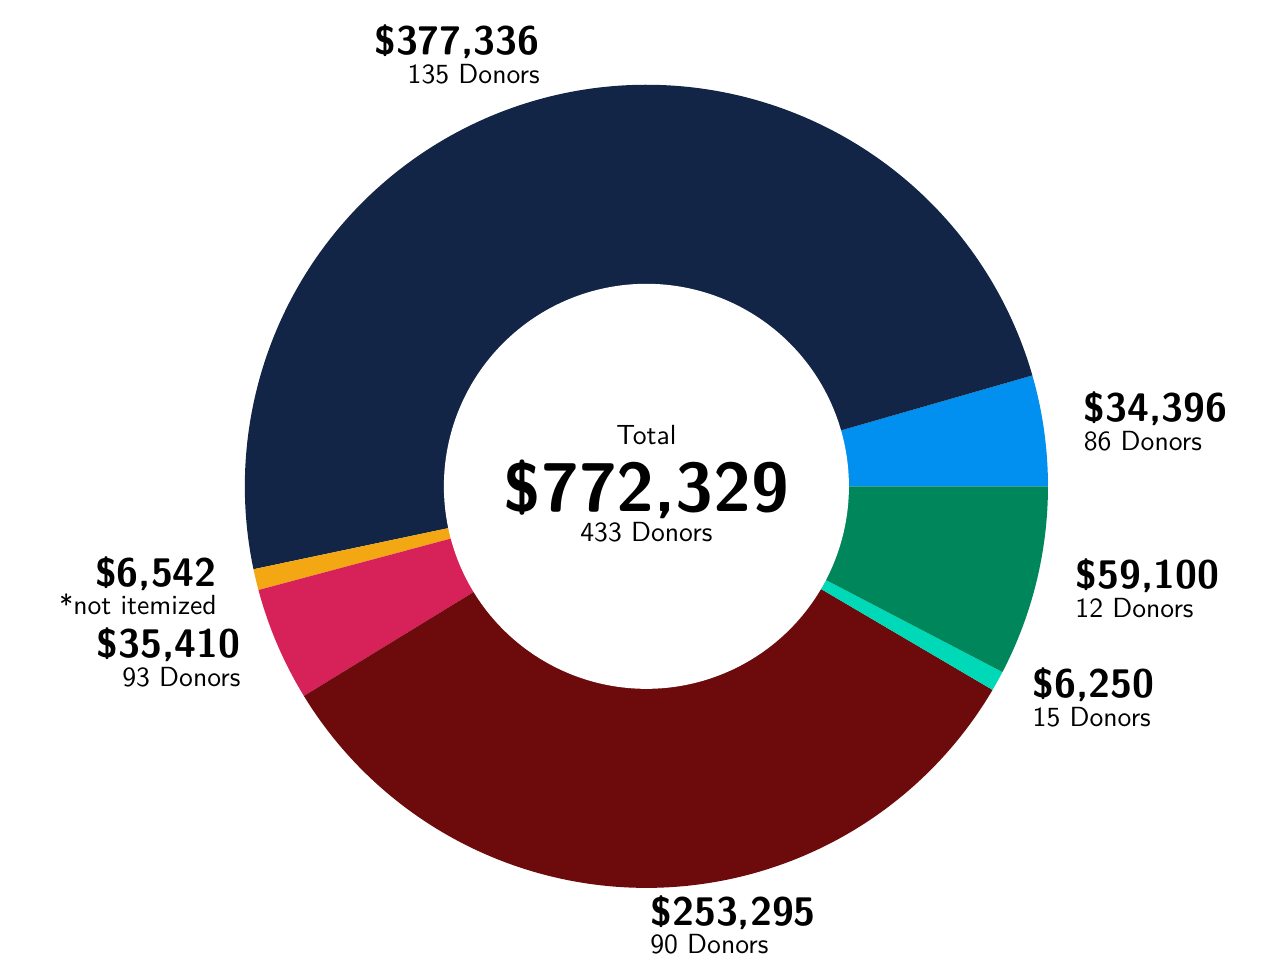 $377,336
135 Donors
$34,396
86 Donors
Total
$772,329
433 Donors
$6,542
*not itemized
$59,100
12 Donors
$35,410
93 Donors
$6,250
15 Donors
$253,295
90 Donors